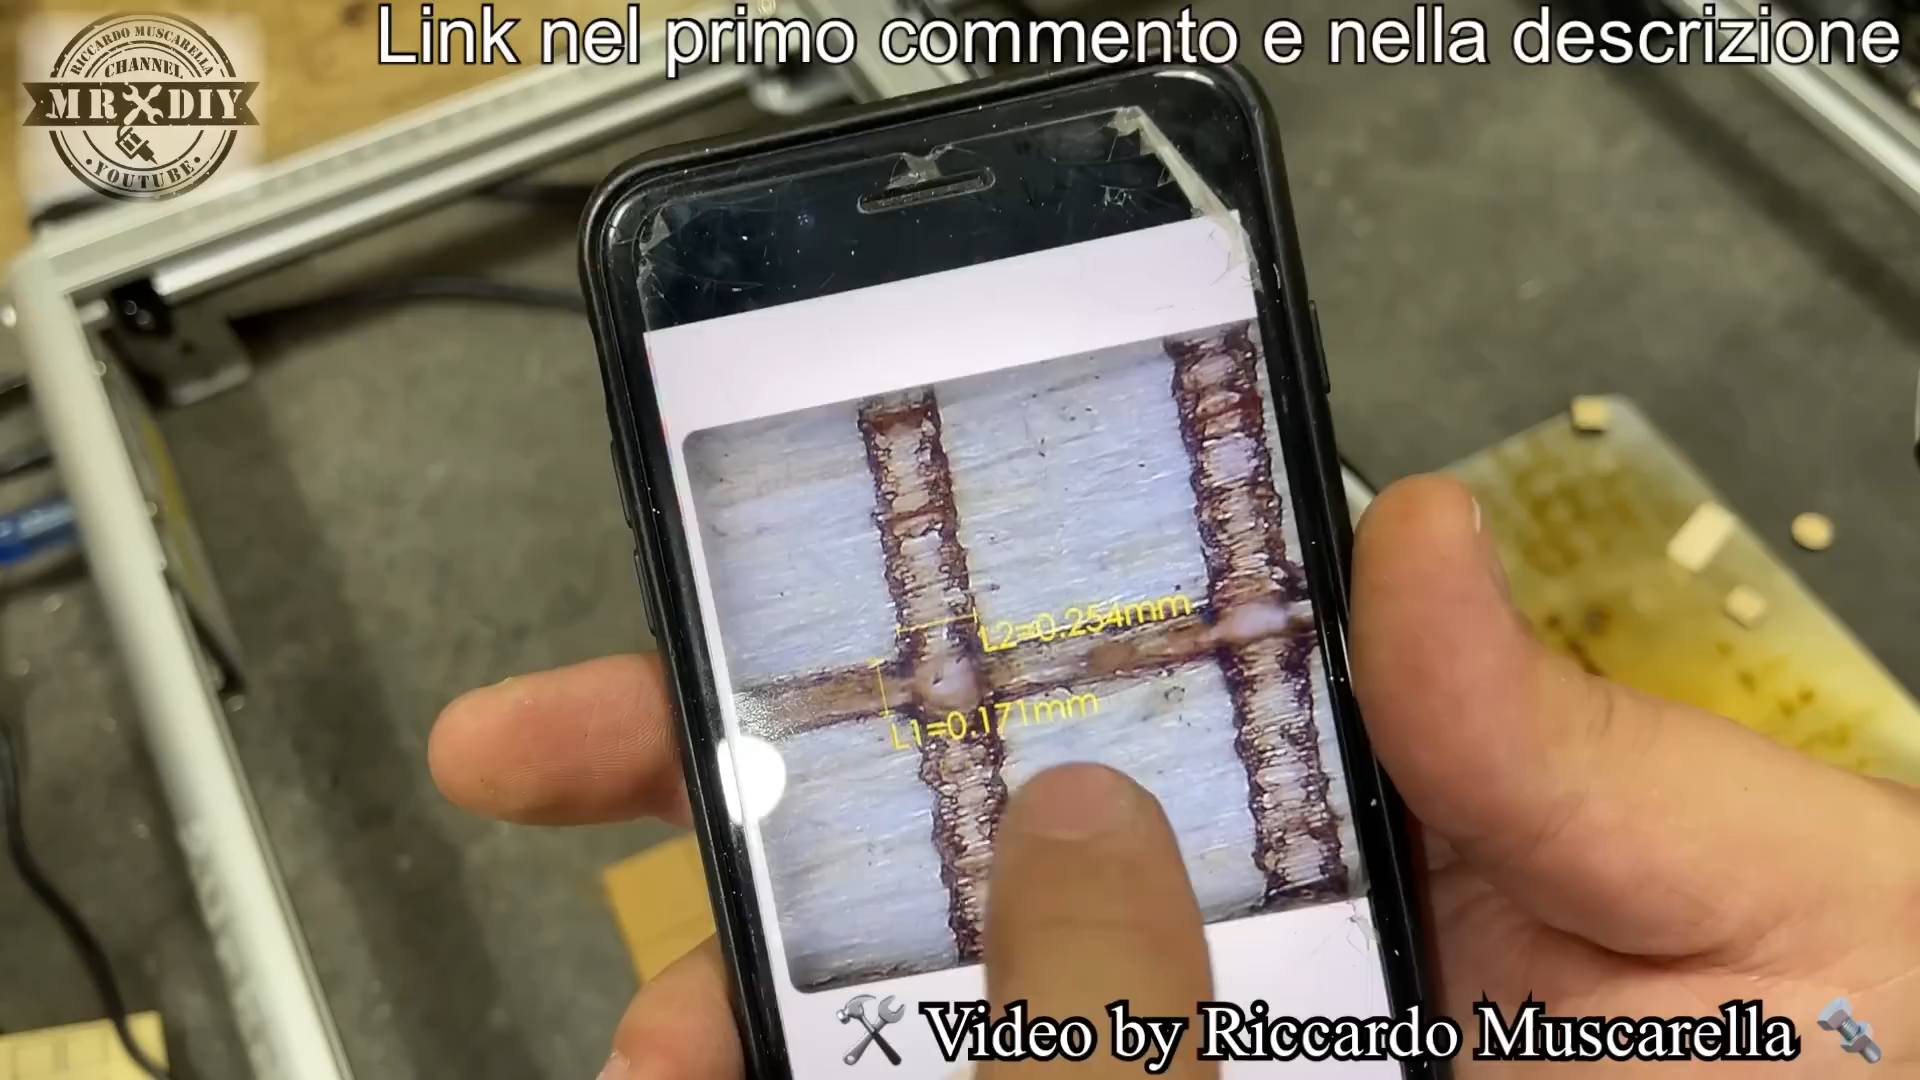 Link nel primo commento e nella descrizione
RICCARDO MUSCARELLA
CHANNEL
MR DIY
YOUTUBE
L2=0.254mm
L1=0.171mm
Video by Riccardo Muscarella